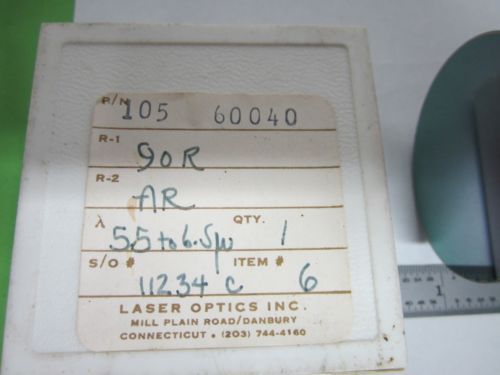 P/N 105 60040
R-1 90R
R-2 AR
λ 5.5 to 6.5μ QTY. 1
S/O # 11234 C ITEM # 6
LASER OPTICS INC.
MILL PLAIN ROAD/DANBURY
CONNECTICUT • (203) 744-4160
1